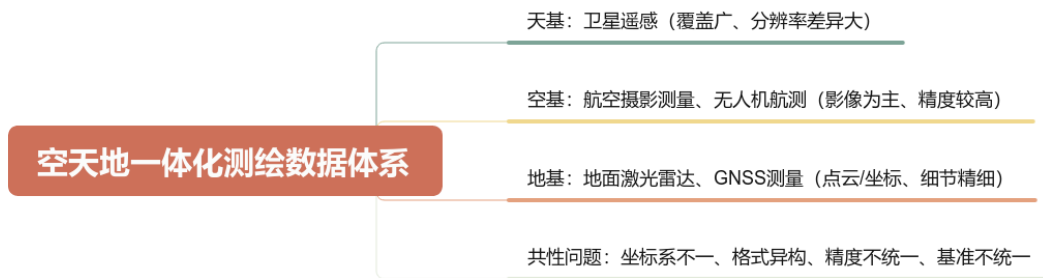 天基：卫星遥感（覆盖广、分辨率差异大）
空基：航空摄影测量、无人机航测（影像为主、精度较高）
空天地一体化测绘数据体系
地基：地面激光雷达、GNSS测量（点云/坐标、细节精细）
共性问题：坐标系不一、格式异构、精度不统一、基准不统一